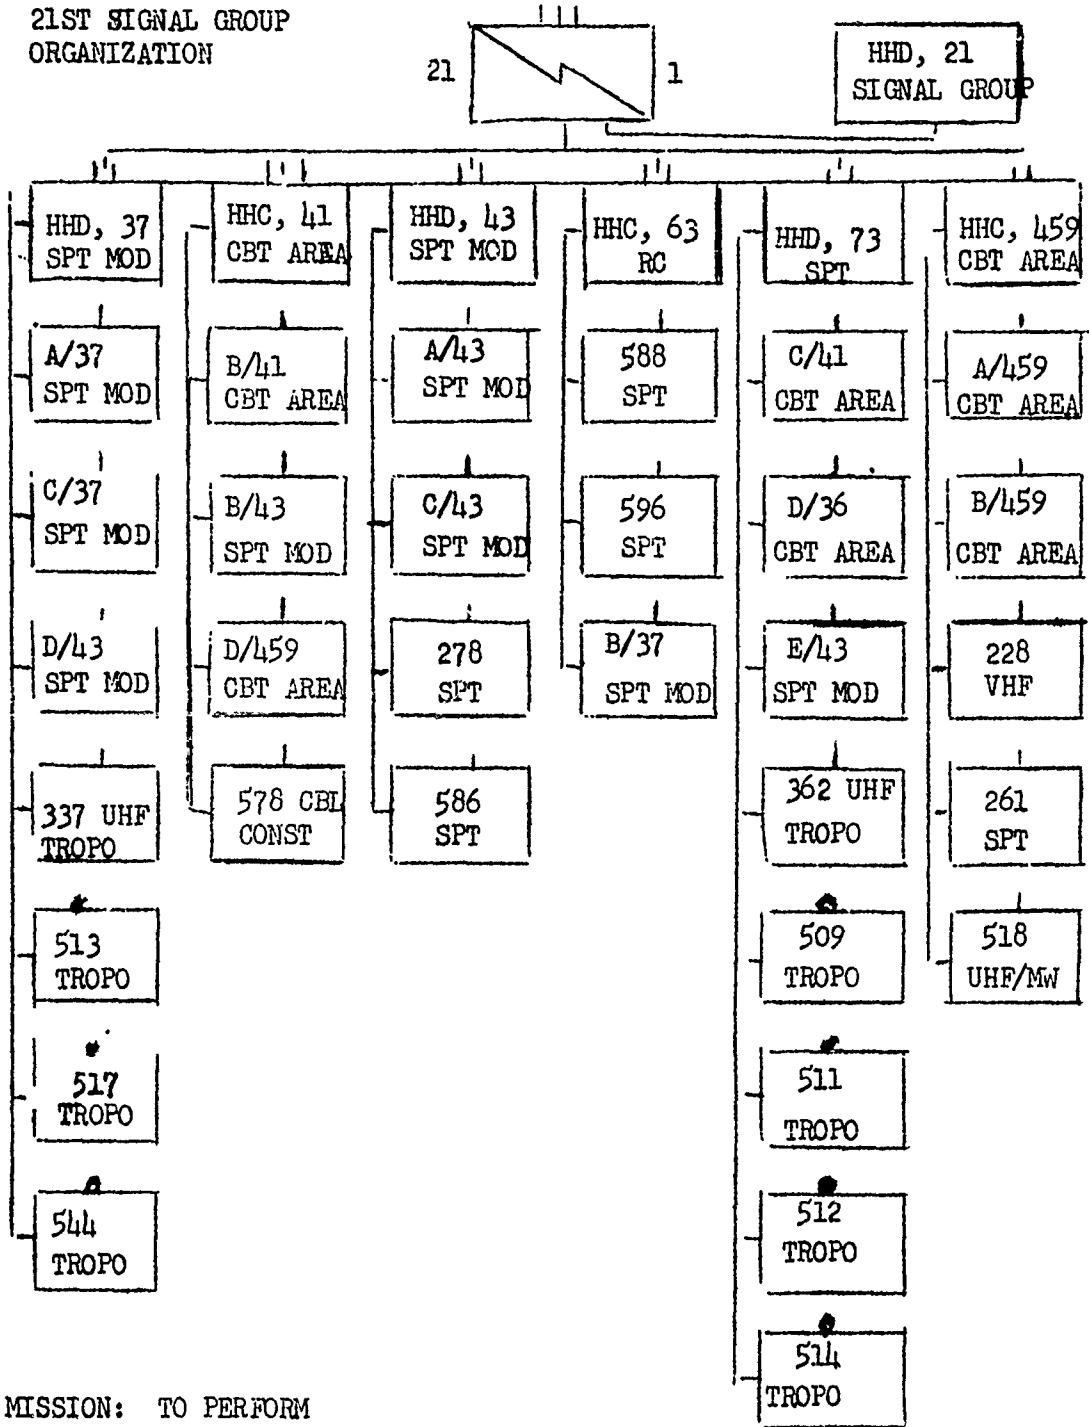 21ST SIGNAL GROUP
ORGANIZATION
21
1
HHD, 21
SIGNAL GROUP
HHD, 37
SPT MOD
A/37
SPT MOD
C/37
SPT MOD
D/43
SPT MOD
337 UHF
TROPO
513
TROPO
517
TROPO
544
TROPO
HHC, 41
CBT AREA
B/41
CBT AREA
B/43
SPT MOD
D/459
CBT AREA
578 CBL
CONST
HHD, 43
SPT MOD
A/43
SPT MOD
C/43
SPT MOD
278
SPT
586
SPT
HHC, 63
RC
588
SPT
596
SPT
B/37
SPT MOD
HHD, 73
SPT
C/41
CBT AREA
D/36
CBT AREA
E/43
SPT MOD
362 UHF
TROPO
509
TROPO
511
TROPO
512
TROPO
514
TROPO
HHC, 459
CBT AREA
A/459
CBT AREA
B/459
CBT AREA
228
VHF
261
SPT
518
UHF/MW
MISSION: TO PERFORM